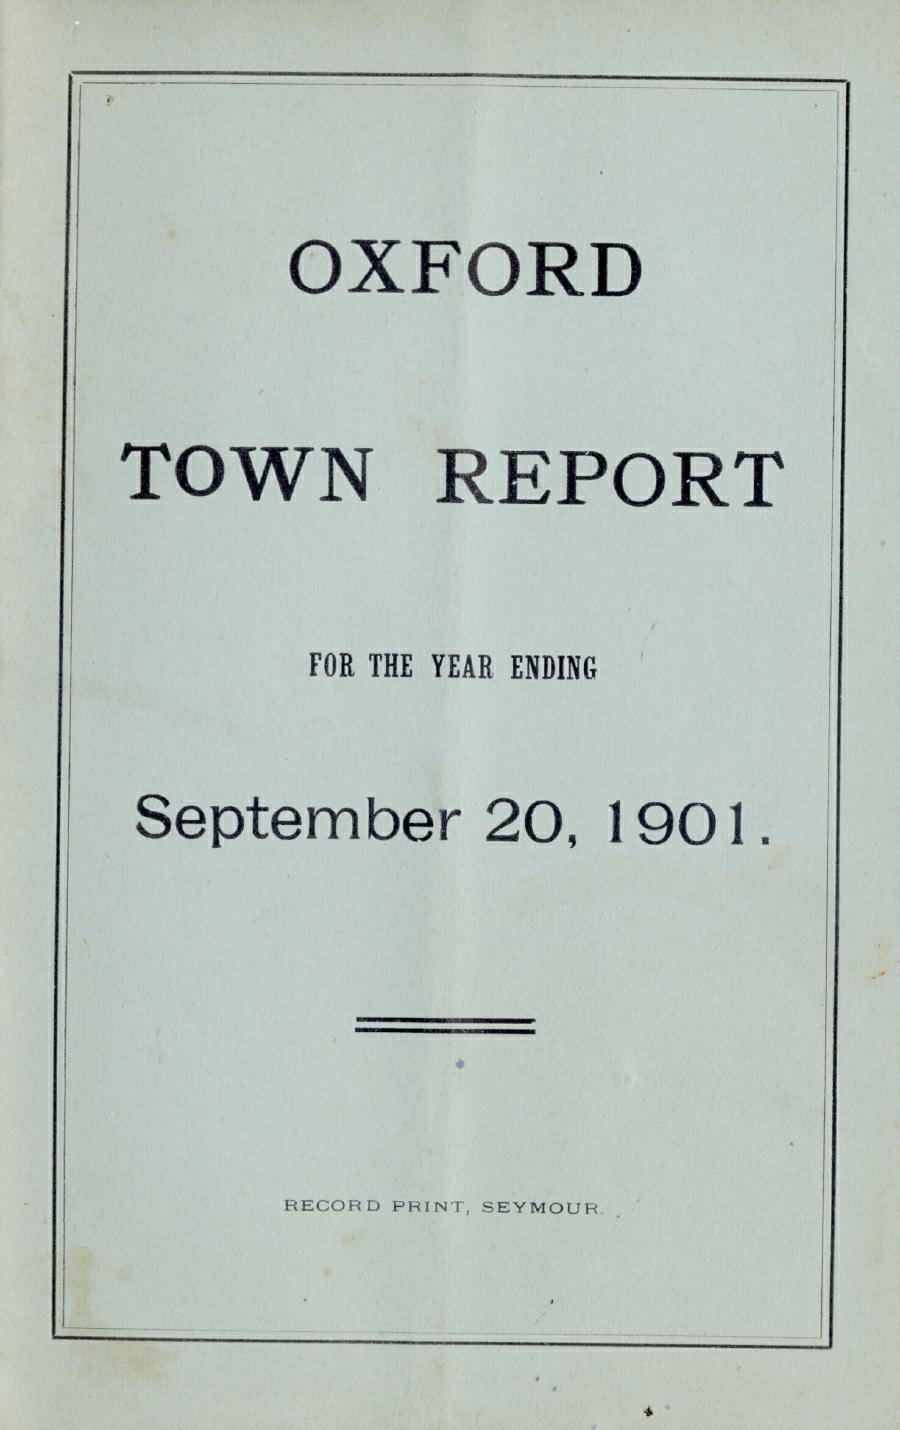 OXFORD
TOWN REPORT
FOR THE YEAR ENDING
September 20, 1901.
RECORD PRINT, SEYMOUR.